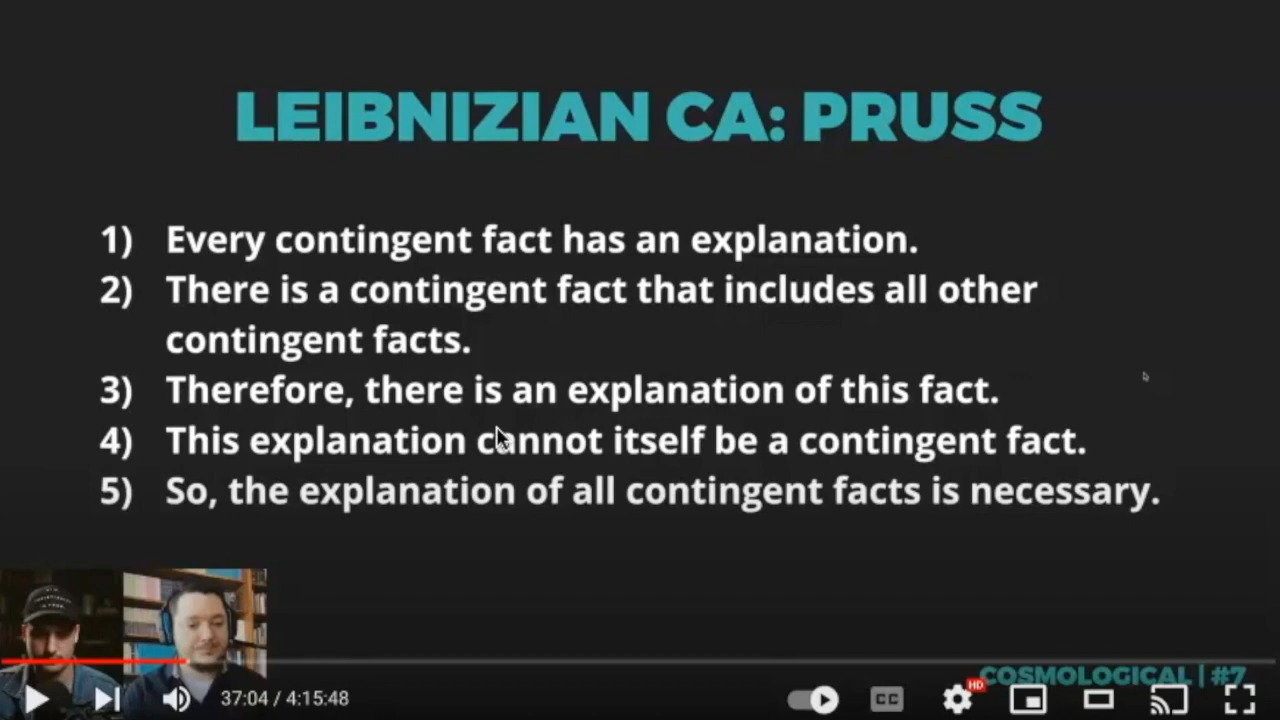 LEIBNIZIAN CA: PRUSS
1) Every contingent fact has an explanation.
2) There is a contingent fact that includes all other
contingent facts.
3) Therefore, there is an explanation of this fact.
4) This explanation cannot itself be a contingent fact.
5) So, the explanation of all contingent facts is necessary.
COSMOLOGICAL | #7
37:04 / 4:15:48
CC
HD